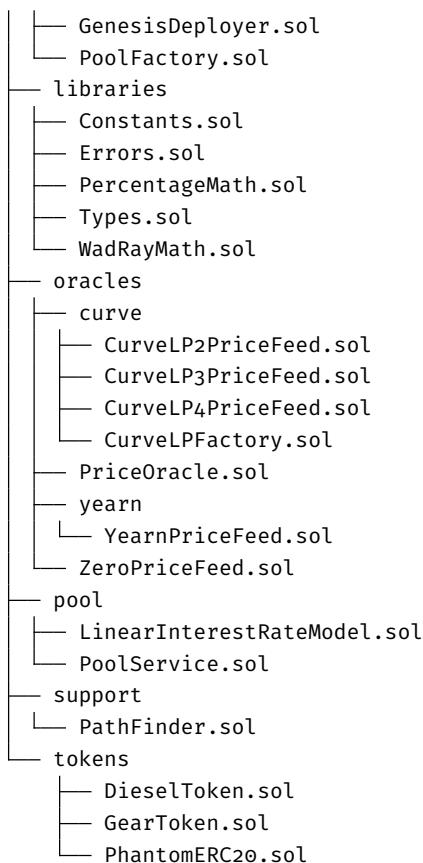 │ │ ├── GenesisDeployer.sol
│ │ └── PoolFactory.sol
├── libraries
│ ├── Constants.sol
│ ├── Errors.sol
│ ├── PercentageMath.sol
│ ├── Types.sol
│ └── WadRayMath.sol
├── oracles
│ ├── curve
│ │ ├── CurveLP2PriceFeed.sol
│ │ ├── CurveLP3PriceFeed.sol
│ │ ├── CurveLP4PriceFeed.sol
│ │ └── CurveLPFactory.sol
│ ├── PriceOracle.sol
│ ├── yearn
│ │ └── YearnPriceFeed.sol
│ └── ZeroPriceFeed.sol
├── pool
│ ├── LinearInterestRateModel.sol
│ └── PoolService.sol
├── support
│ └── PathFinder.sol
└── tokens
├── DieselToken.sol
├── GearToken.sol
└── PhantomERC20.sol